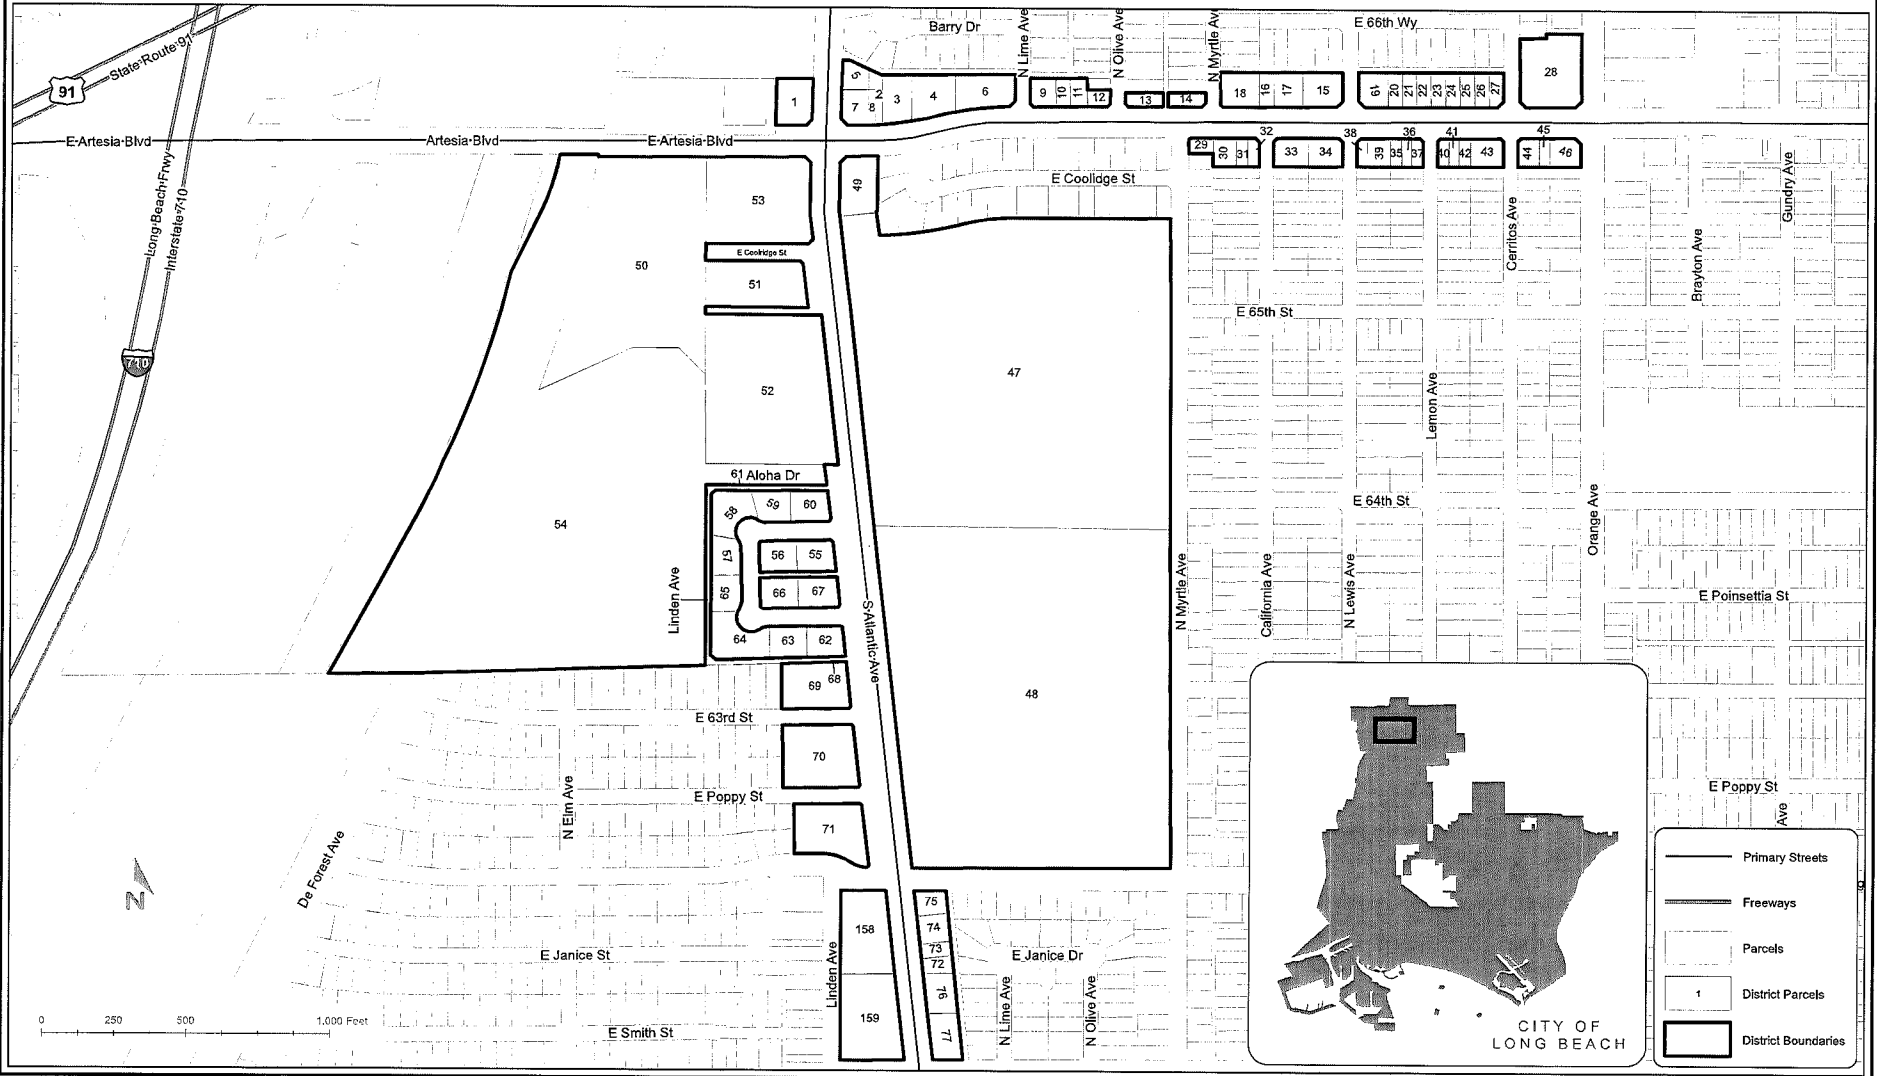 Barry Dr
N Lime Ave
N Olive Ave
N Myrtle Ave
E 66th Wy
State Route 91
91
1
5
2
7
8
3
4
6
9
10
11
12
13
14
18
16
17
15
19
20
21
22
23
24
25
26
27
28
E Artesia Blvd
Artesia Blvd
E Artesia Blvd
29
30
31
32
33
34
38
39
35
36
37
40
41
42
43
44
45
46
Long Beach Frwy
Interstate 710
710
53
49
E Coolidge St
50
E Coolridge St
51
52
47
E 65th St
Cerritos Ave
Brayton Ave
Gundry Ave
Lemon Ave
61
Aloha Dr
58
59
60
54
57
56
55
65
66
67
64
63
62
Linden Ave
S Atlantic Ave
E 64th St
Orange Ave
N Myrtle Ave
California Ave
N Lewis Ave
E Poinsettia St
69
68
48
E 63rd St
70
E Poppy St
N Elm Ave
71
De Forest Ave
N
E Poppy St
Ave
158
75
74
73
72
76
77
159
E Janice St
Linden Ave
E Janice Dr
N Lime Ave
N Olive Ave
E Smith St
0
250
500
1,000 Feet
CITY OF
LONG BEACH
Primary Streets
Freeways
Parcels
1
District Parcels
District Boundaries